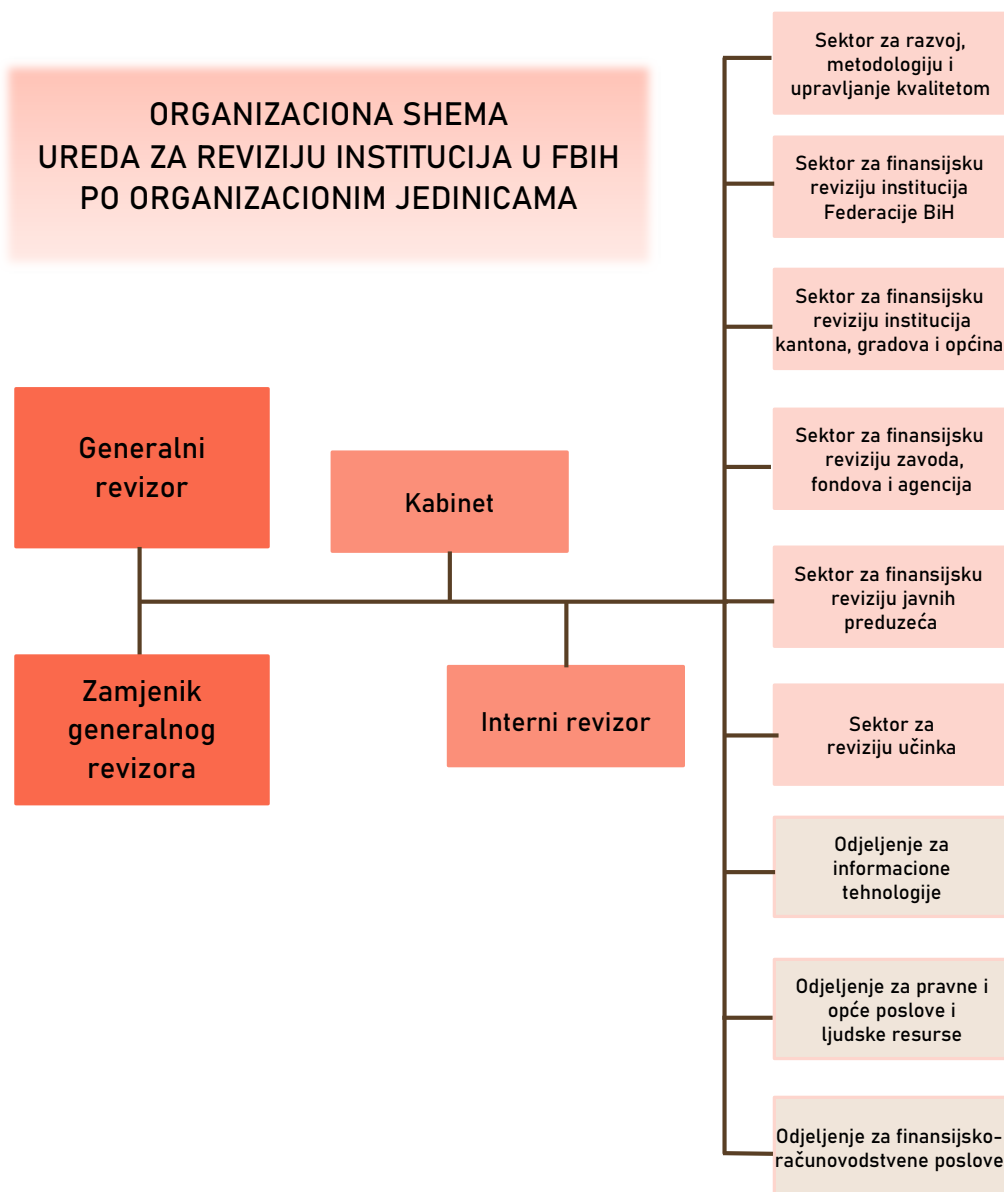 ORGANIZACIONA SHEMA
UREDA ZA REVIZIJU INSTITUCIJA U FBIH
PO ORGANIZACIONIM JEDINICAMA
Generalni
revizor
Zamjenik
generalnog
revizora
Kabinet
Interni revizor
Sektor za razvoj,
metodologiju i
upravljanje kvalitetom
Sektor za finansijsku
reviziju institucija
Federacije BiH
Sektor za finansijsku
reviziju institucija
kantona, gradova i općina
Sektor za finansijsku
reviziju zavoda,
fondova i agencija
Sektor za finansijsku
reviziju javnih
preduzeća
Sektor za
reviziju učinka
Odjeljenje za
informacione
tehnologije
Odjeljenje za pravne i
opće poslove i
ljudske resurse
Odjeljenje za finansijsko-
računovodstvene poslove